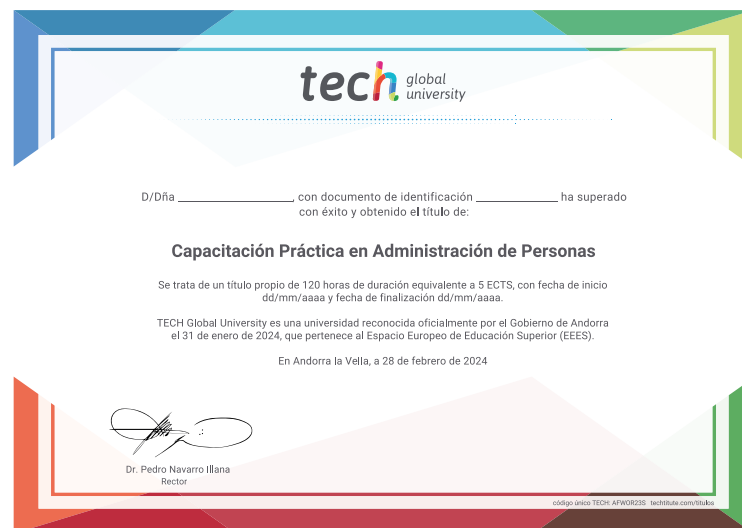 tech global university
D/Dña ____________________, con documento de identificación ______________ ha superado
con éxito y obtenido el título de:
Capacitación Práctica en Administración de Personas
Se trata de un título propio de 120 horas de duración equivalente a 5 ECTS, con fecha de inicio
dd/mm/aaaa y fecha de finalización dd/mm/aaaa.
TECH Global University es una universidad reconocida oficialmente por el Gobierno de Andorra
el 31 de enero de 2024, que pertenece al Espacio Europeo de Educación Superior (EEES).
En Andorra la Vella, a 28 de febrero de 2024
Dr. Pedro Navarro Illana
Rector
código único TECH: AFWOR23S techtitute.com/titulos